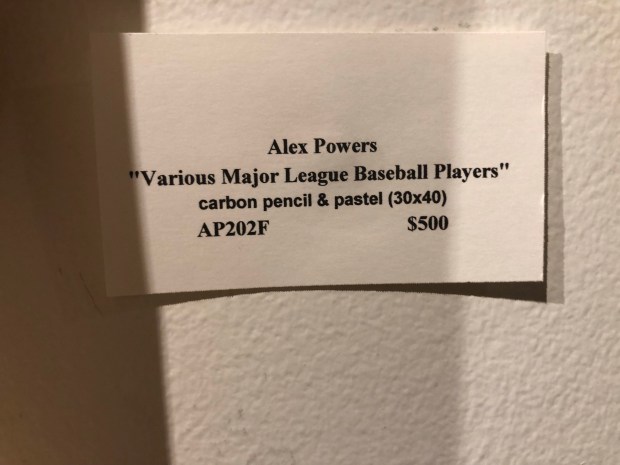 Alex Powers
"Various Major League Baseball Players"
carbon pencil & pastel (30x40)
AP202F $500